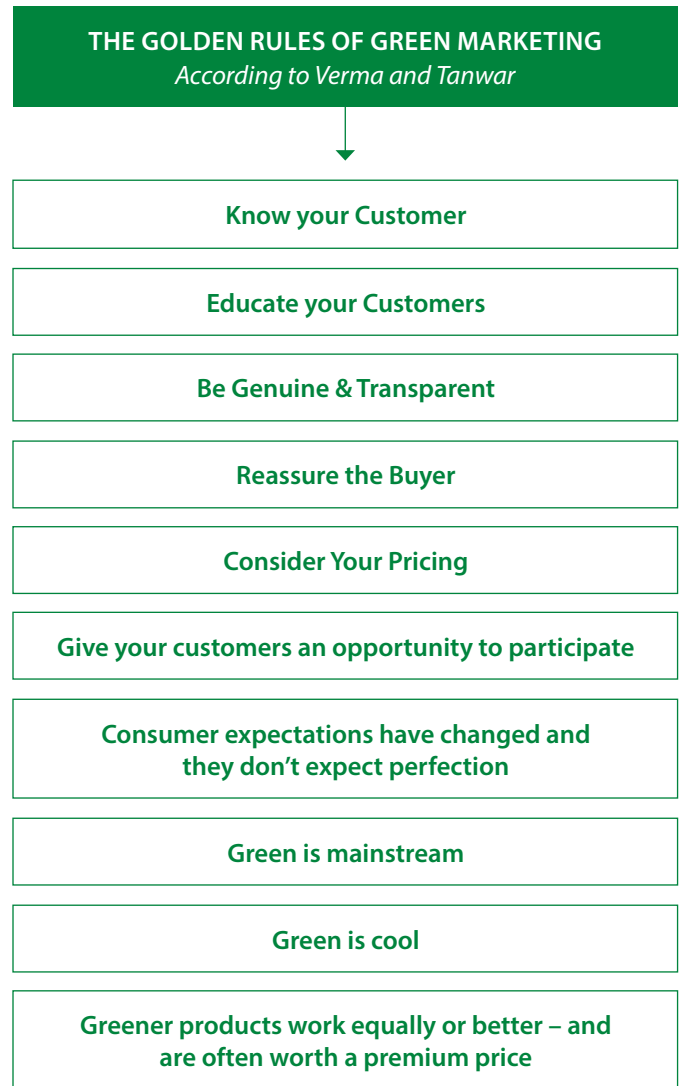 THE GOLDEN RULES OF GREEN MARKETING
According to Verma and Tanwar
Know your Customer
Educate your Customers
Be Genuine & Transparent
Reassure the Buyer
Consider Your Pricing
Give your customers an opportunity to participate
Consumer expectations have changed and
they don’t expect perfection
Green is mainstream
Green is cool
Greener products work equally or better – and
are often worth a premium price